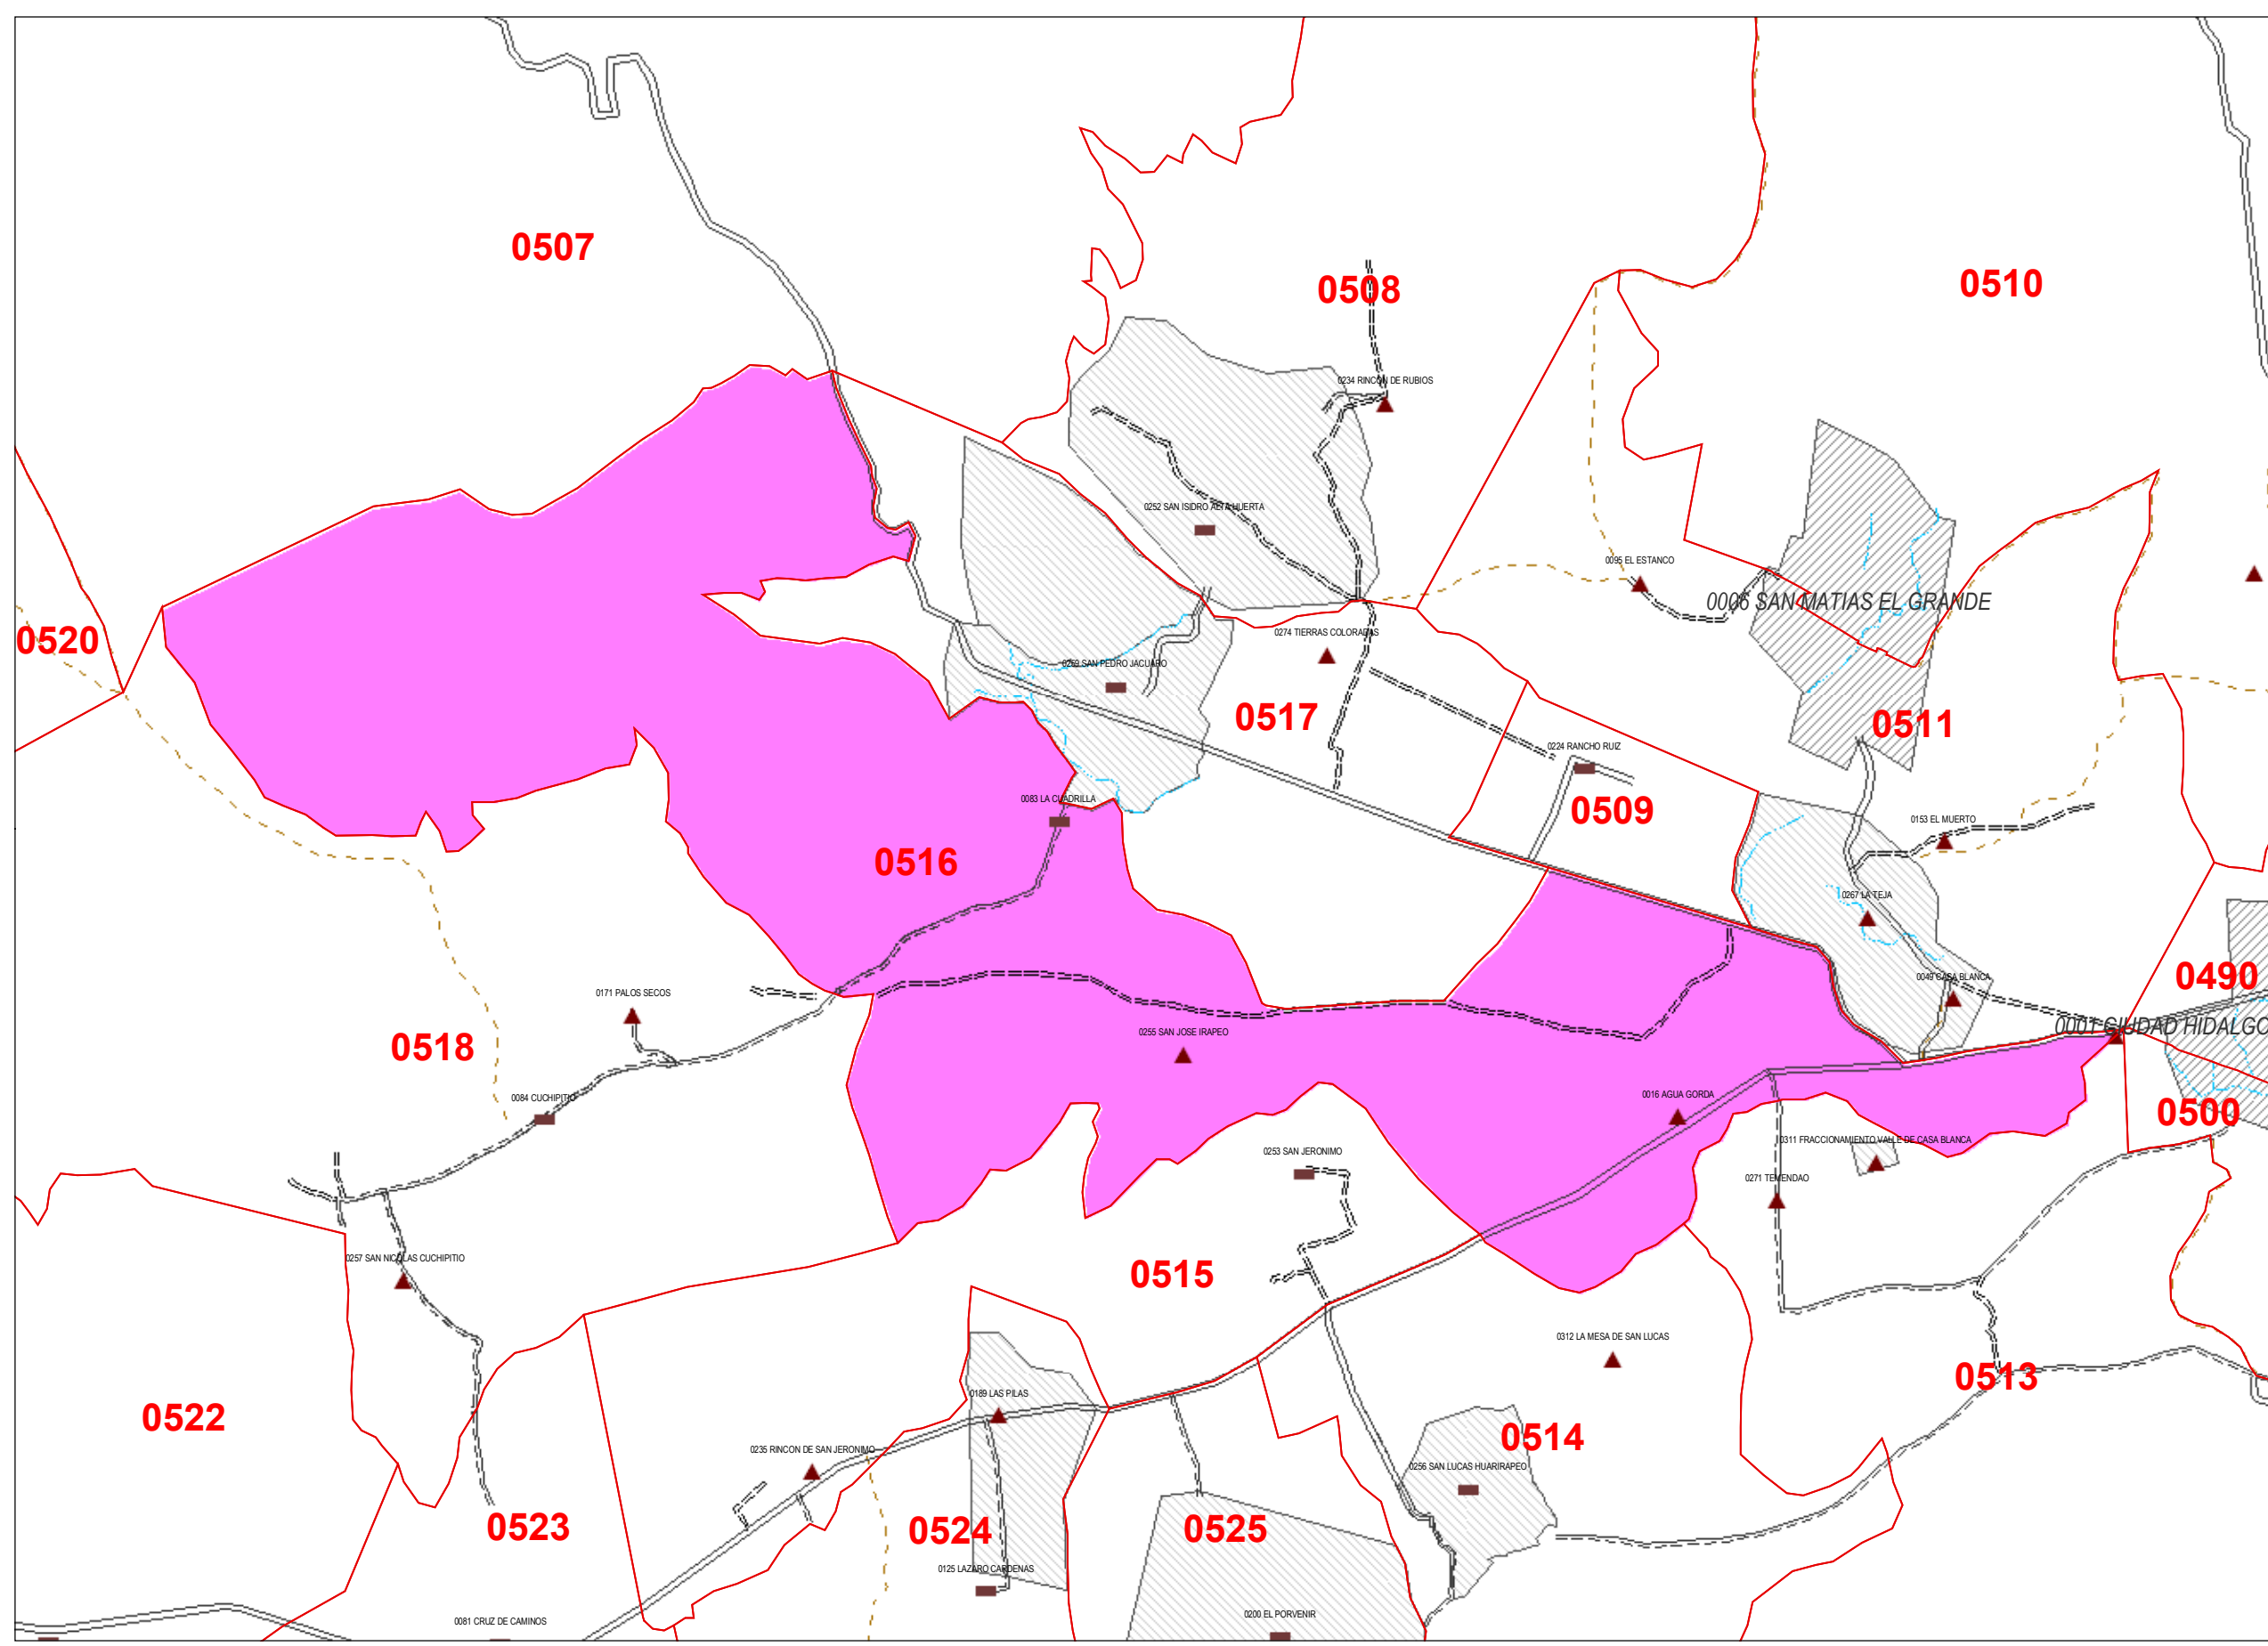 0507
0508
0510
0234 RINCON DE RUBIOS
0252 SAN ISIDRO ALTA HUERTA
0095 EL ESTANCO
0006 SAN MATIAS EL GRANDE
0520
0274 TIERRAS COLORADAS
0259 SAN PEDRO JACUARO
0517
0511
0224 RANCHO RUIZ
0083 LA CUADRILLA
0509
0153 EL MUERTO
0516
0267 LA TEJA
0490
0049 CASA BLANCA
0171 PALOS SECOS
0001 CIUDAD HIDALGO
0255 SAN JOSE IRAPEO
0518
0084 CUCHIPITIO
0016 AGUA GORDA
0500
0311 FRACCIONAMIENTO VALLE DE CASA BLANCA
0253 SAN JERONIMO
0271 TEMENDAO
0257 SAN NICOLAS CUCHIPITIO
0515
0312 LA MESA DE SAN LUCAS
0513
0189 LAS PILAS
0522
0514
0235 RINCON DE SAN JERONIMO
0256 SAN LUCAS HUARIRAPEO
0523
0524
0525
0125 LAZARO CARDENAS
0200 EL PORVENIR
0081 CRUZ DE CAMINOS